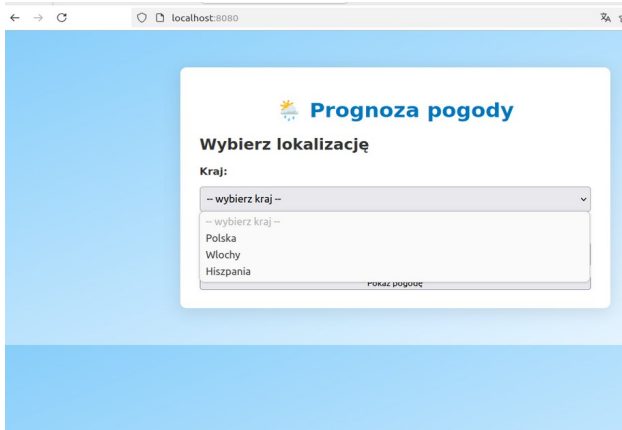 localhost:8080
Prognoza pogody
Wybierz lokalizację
Kraj:
-- wybierz kraj --
-- wybierz kraj --
Polska
Wlochy
Hiszpania
Pokaż pogodę